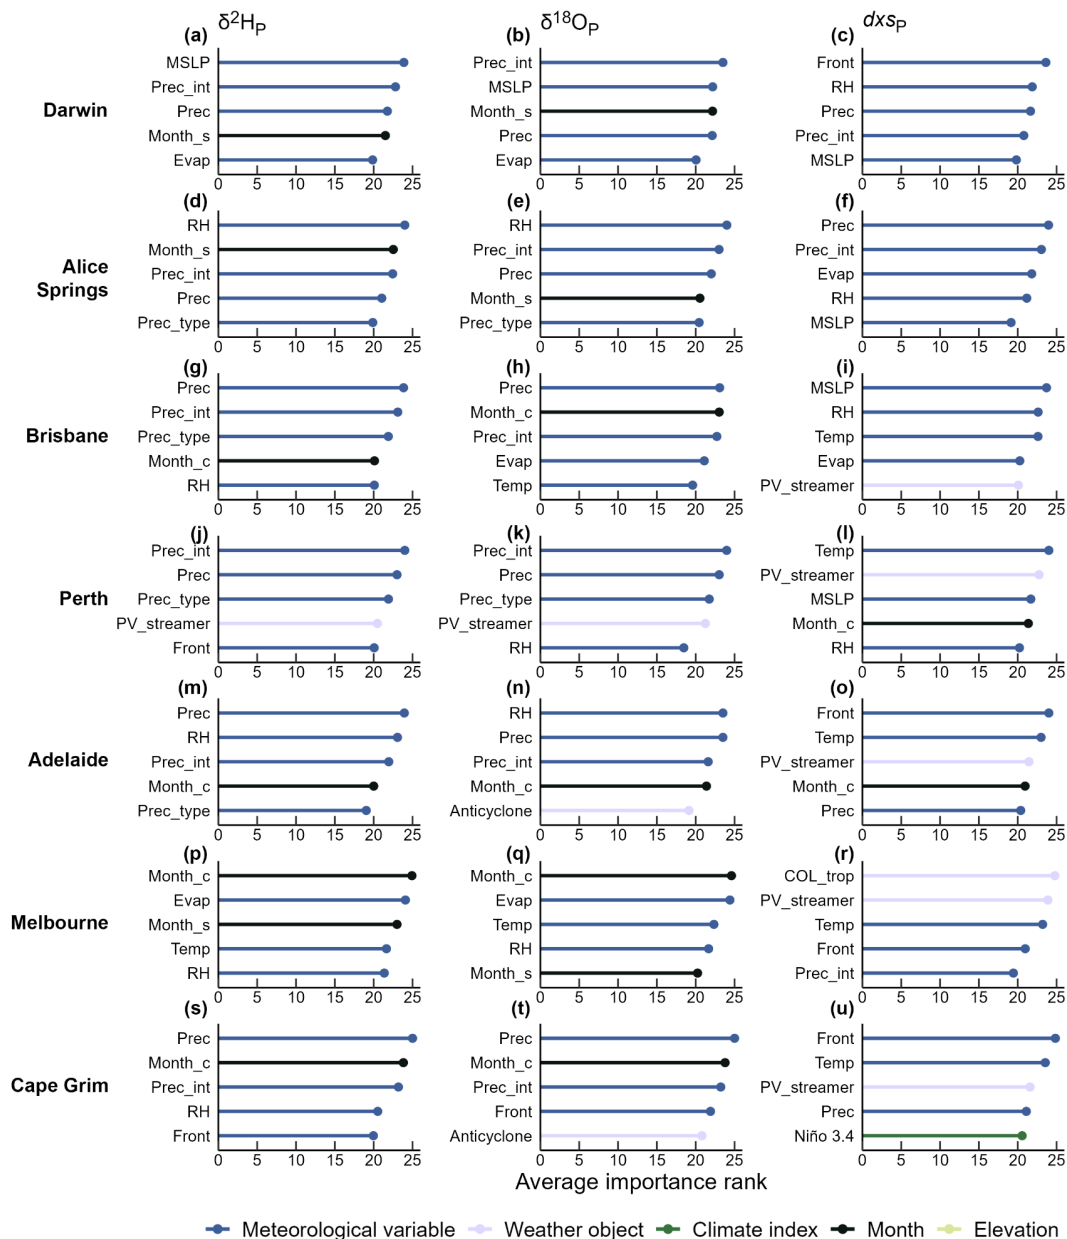 δ²H_P δ¹⁸O_P dxs_P
(a) (b) (c)
Darwin
MSLP Prec_int Front
Prec_int MSLP RH
Prec Month_s Prec
Month_s Prec Prec_int
Evap Evap MSLP
0 5 10 15 20 25 0 5 10 15 20 25 0 5 10 15 20 25
(d) (e) (f)
Alice
Springs
RH RH Prec
Month_s Prec_int Prec_int
Prec_int Prec Evap
Prec Month_s RH
Prec_type Prec_type MSLP
0 5 10 15 20 25 0 5 10 15 20 25 0 5 10 15 20 25
(g) (h) (i)
Brisbane
Prec Prec MSLP
Prec_int Month_c RH
Prec_type Prec_int Temp
Month_c Evap Evap
RH Temp PV_streamer
0 5 10 15 20 25 0 5 10 15 20 25 0 5 10 15 20 25
(j) (k) (l)
Perth
Prec_int Prec_int Temp
Prec Prec PV_streamer
Prec_type Prec_type MSLP
PV_streamer PV_streamer Month_c
Front RH RH
0 5 10 15 20 25 0 5 10 15 20 25 0 5 10 15 20 25
(m) (n) (o)
Adelaide
Prec RH Front
RH Prec Temp
Prec_int Prec_int PV_streamer
Month_c Month_c Month_c
Prec_type Anticyclone Prec
0 5 10 15 20 25 0 5 10 15 20 25 0 5 10 15 20 25
(p) (q) (r)
Melbourne
Month_c Month_c COL_trop
Evap Evap PV_streamer
Month_s Temp Temp
Temp RH Front
RH Month_s Prec_int
0 5 10 15 20 25 0 5 10 15 20 25 0 5 10 15 20 25
(s) (t) (u)
Cape Grim
Prec Prec Front
Month_c Month_c Temp
Prec_int Prec_int PV_streamer
RH Front Prec
Front Anticyclone Niño 3.4
0 5 10 15 20 25 0 5 10 15 20 25 0 5 10 15 20 25
Average importance rank
Meteorological variable Weather object Climate index Month Elevation